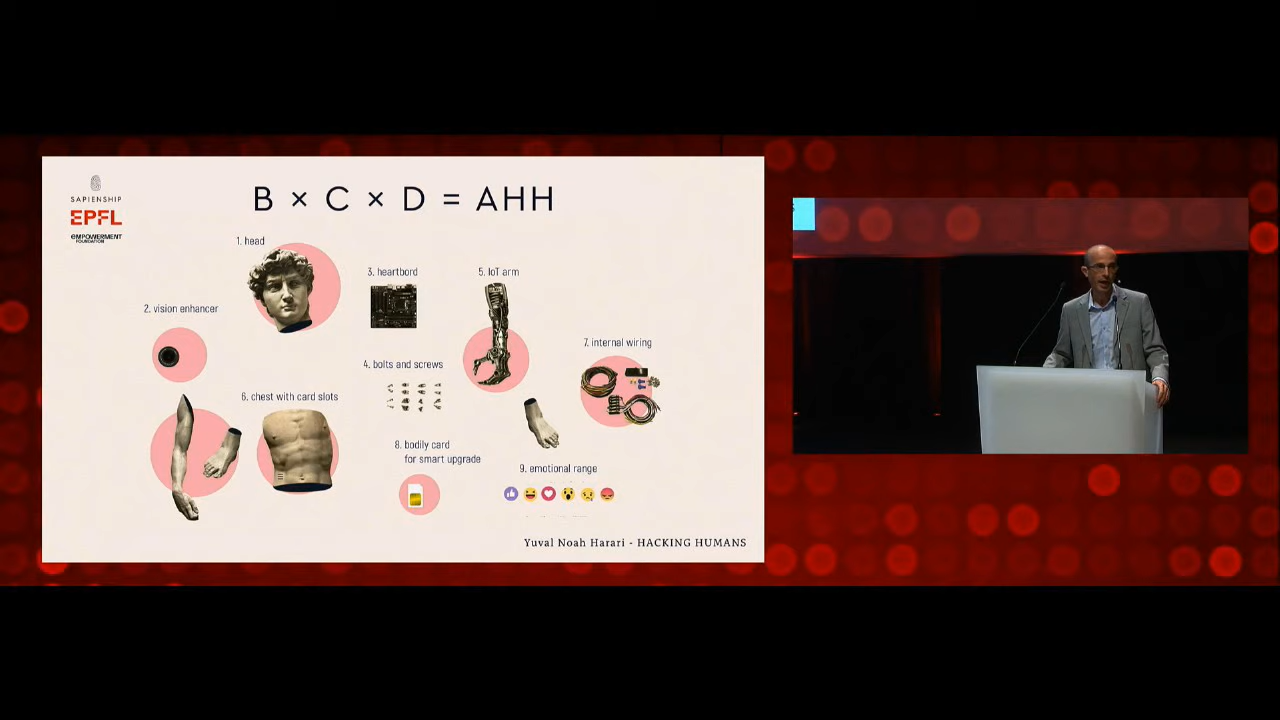 SAPIENSHIP
EPFL
EMPOWERMENT
FOUNDATION
B × C × D = AHH
1. head
2. vision enhancer
3. heartbord
4. bolts and screws
5. IoT arm
6. chest with card slots
7. internal wiring
8. bodily card
for smart upgrade
9. emotional range
Yuval Noah Harari - HACKING HUMANS